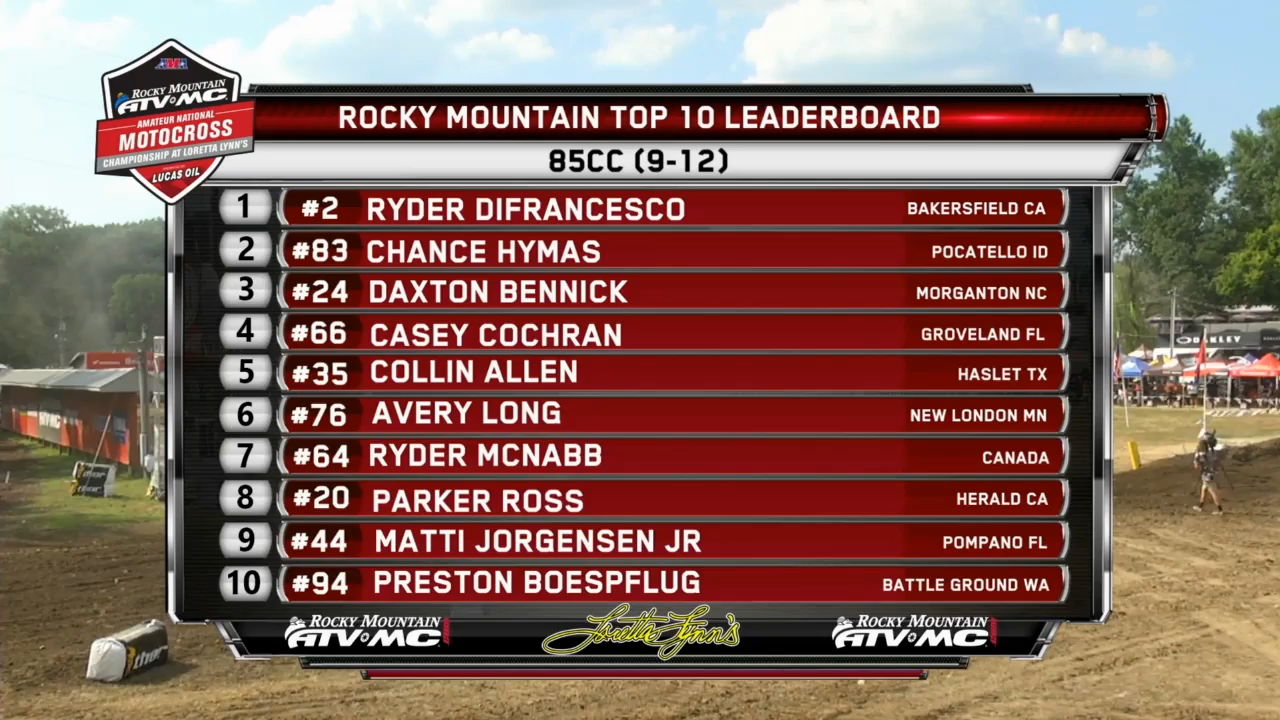 AMA
ROCKY MOUNTAIN
ATV MC
AMATEUR NATIONAL
MOTOCROSS
CHAMPIONSHIP AT LORETTA LYNN'S
LUCAS OIL
ROCKY MOUNTAIN TOP 10 LEADERBOARD
85CC (9-12)
1 #2 RYDER DIFRANCESCO BAKERSFIELD CA
2 #83 CHANCE HYMAS POCATELLO ID
3 #24 DAXTON BENNICK MORGANTON NC
4 #66 CASEY COCHRAN GROVELAND FL
5 #35 COLLIN ALLEN HASLET TX
6 #76 AVERY LONG NEW LONDON MN
7 #64 RYDER MCNABB CANADA
8 #20 PARKER ROSS HERALD CA
9 #44 MATTI JORGENSEN JR POMPANO FL
10 #94 PRESTON BOESPFLUG BATTLE GROUND WA
ROCKY MOUNTAIN
ATV MC
Loretta Lynn's
ROCKY MOUNTAIN
ATV MC
OAKLEY
thor